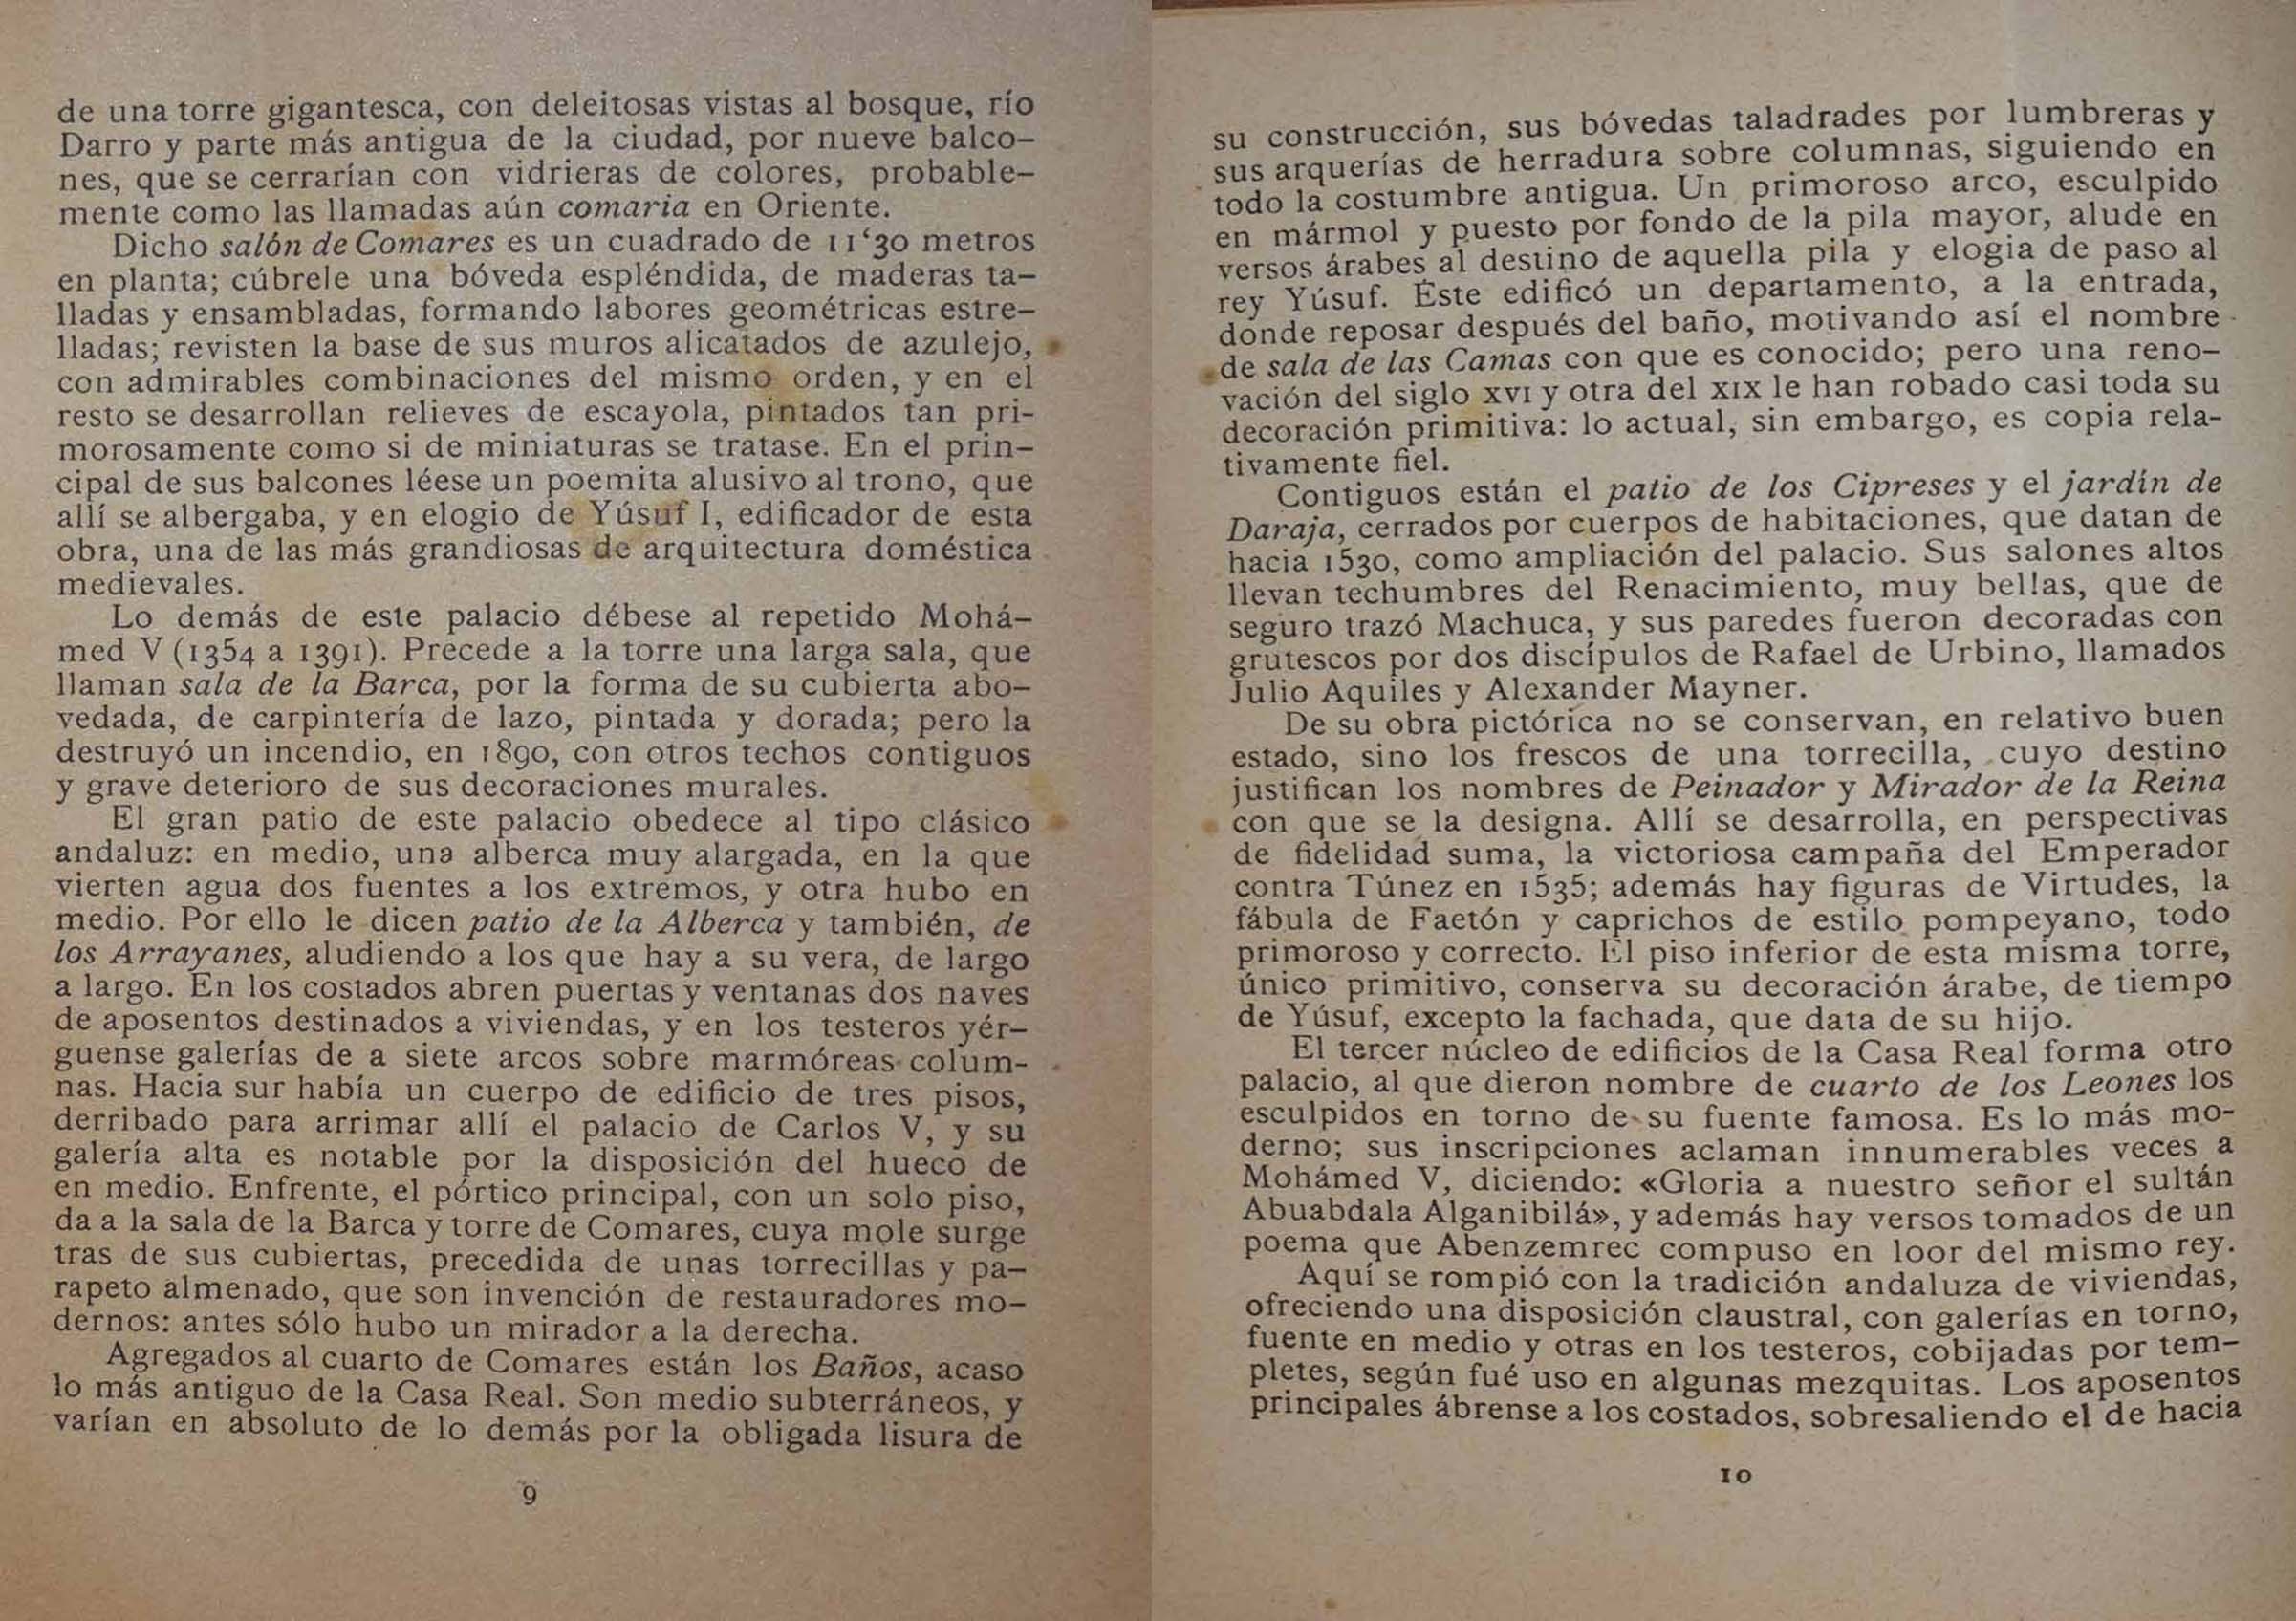 de una torre gigantesca, con deleitosas vistas al bosque, río
Darro y parte más antigua de la ciudad, por nueve balco-
nes, que se cerrarían con vidrieras de colores, probable-
mente como las llamadas aún comaria en Oriente.
Dicho salón de Comares es un cuadrado de 11‘30 metros
en planta; cúbrele una bóveda espléndida, de maderas ta-
lladas y ensambladas, formando labores geométricas estre-
lladas; revisten la base de sus muros alicatados de azulejo,
con admirables combinaciones del mismo orden, y en el
resto se desarrollan relieves de escayola, pintados tan pri-
morosamente como si de miniaturas se tratase. En el prin-
cipal de sus balcones léese un poemita alusivo al trono, que
allí se albergaba, y en elogio de Yúsuf I, edificador de esta
obra, una de las más grandiosas de arquitectura doméstica
medievales.
Lo demás de este palacio débese al repetido Mohá-
med V (1354 a 1391). Precede a la torre una larga sala, que
llaman sala de la Barca, por la forma de su cubierta abo-
vedada, de carpintería de lazo, pintada y dorada; pero la
destruyó un incendio, en 1890, con otros techos contiguos
y grave deterioro de sus decoraciones murales.
El gran patio de este palacio obedece al tipo clásico
andaluz: en medio, una alberca muy alargada, en la que
vierten agua dos fuentes a los extremos, y otra hubo en
medio. Por ello le dicen patio de la Alberca y también, de
los Arrayanes, aludiendo a los que hay a su vera, de largo
a largo. En los costados abren puertas y ventanas dos naves
de aposentos destinados a viviendas, y en los testeros yér-
guense galerías de a siete arcos sobre marmóreas colum-
nas. Hacia sur había un cuerpo de edificio de tres pisos,
derribado para arrimar allí el palacio de Carlos V, y su
galería alta es notable por la disposición del hueco de
en medio. Enfrente, el pórtico principal, con un solo piso,
da a la sala de la Barca y torre de Comares, cuya mole surge
tras de sus cubiertas, precedida de unas torrecillas y pa-
rapeto almenado, que son invención de restauradores mo-
dernos: antes sólo hubo un mirador a la derecha.
Agregados al cuarto de Comares están los Baños, acaso
lo más antiguo de la Casa Real. Son medio subterráneos, y
varían en absoluto de lo demás por la obligada lisura de
9
su construcción, sus bóvedas taladrades por lumbreras y
sus arquerías de herradura sobre columnas, siguiendo en
todo la costumbre antigua. Un primoroso arco, esculpido
en mármol y puesto por fondo de la pila mayor, alude en
versos árabes al destino de aquella pila y elogia de paso al
rey Yúsuf. Éste edificó un departamento, a la entrada,
donde reposar después del baño, motivando así el nombre
de sala de las Camas con que es conocido; pero una reno-
vación del siglo XVI y otra del XIX le han robado casi toda su
decoración primitiva: lo actual, sin embargo, es copia rela-
tivamente fiel.
Contiguos están el patio de los Cipreses y el jardín de
Daraja, cerrados por cuerpos de habitaciones, que datan de
hacia 1530, como ampliación del palacio. Sus salones altos
llevan techumbres del Renacimiento, muy bellas, que de
seguro trazó Machuca, y sus paredes fueron decoradas con
grutescos por dos discípulos de Rafael de Urbino, llamados
Julio Aquiles y Alexander Mayner.
De su obra pictórica no se conservan, en relativo buen
estado, sino los frescos de una torrecilla, cuyo destino
justifican los nombres de Peinador y Mirador de la Reina
con que se la designa. Allí se desarrolla, en perspectivas
de fidelidad suma, la victoriosa campaña del Emperador
contra Túnez en 1535; además hay figuras de Virtudes, la
fábula de Faetón y caprichos de estilo pompeyano, todo
primoroso y correcto. El piso inferior de esta misma torre,
único primitivo, conserva su decoración árabe, de tiempo
de Yúsuf, excepto la fachada, que data de su hijo.
El tercer núcleo de edificios de la Casa Real forma otro
palacio, al que dieron nombre de cuarto de los Leones los
esculpidos en torno de su fuente famosa. Es lo más mo-
derno; sus inscripciones aclaman innumerables veces a
Mohámed V, diciendo: «Gloria a nuestro señor el sultán
Abuabdala Alganibilá», y además hay versos tomados de un
poema que Abenzemrec compuso en loor del mismo rey.
Aquí se rompió con la tradición andaluza de viviendas,
ofreciendo una disposición claustral, con galerías en torno,
fuente en medio y otras en los testeros, cobijadas por tem-
pletes, según fué uso en algunas mezquitas. Los aposentos
principales ábrense a los costados, sobresaliendo el de hacia
10